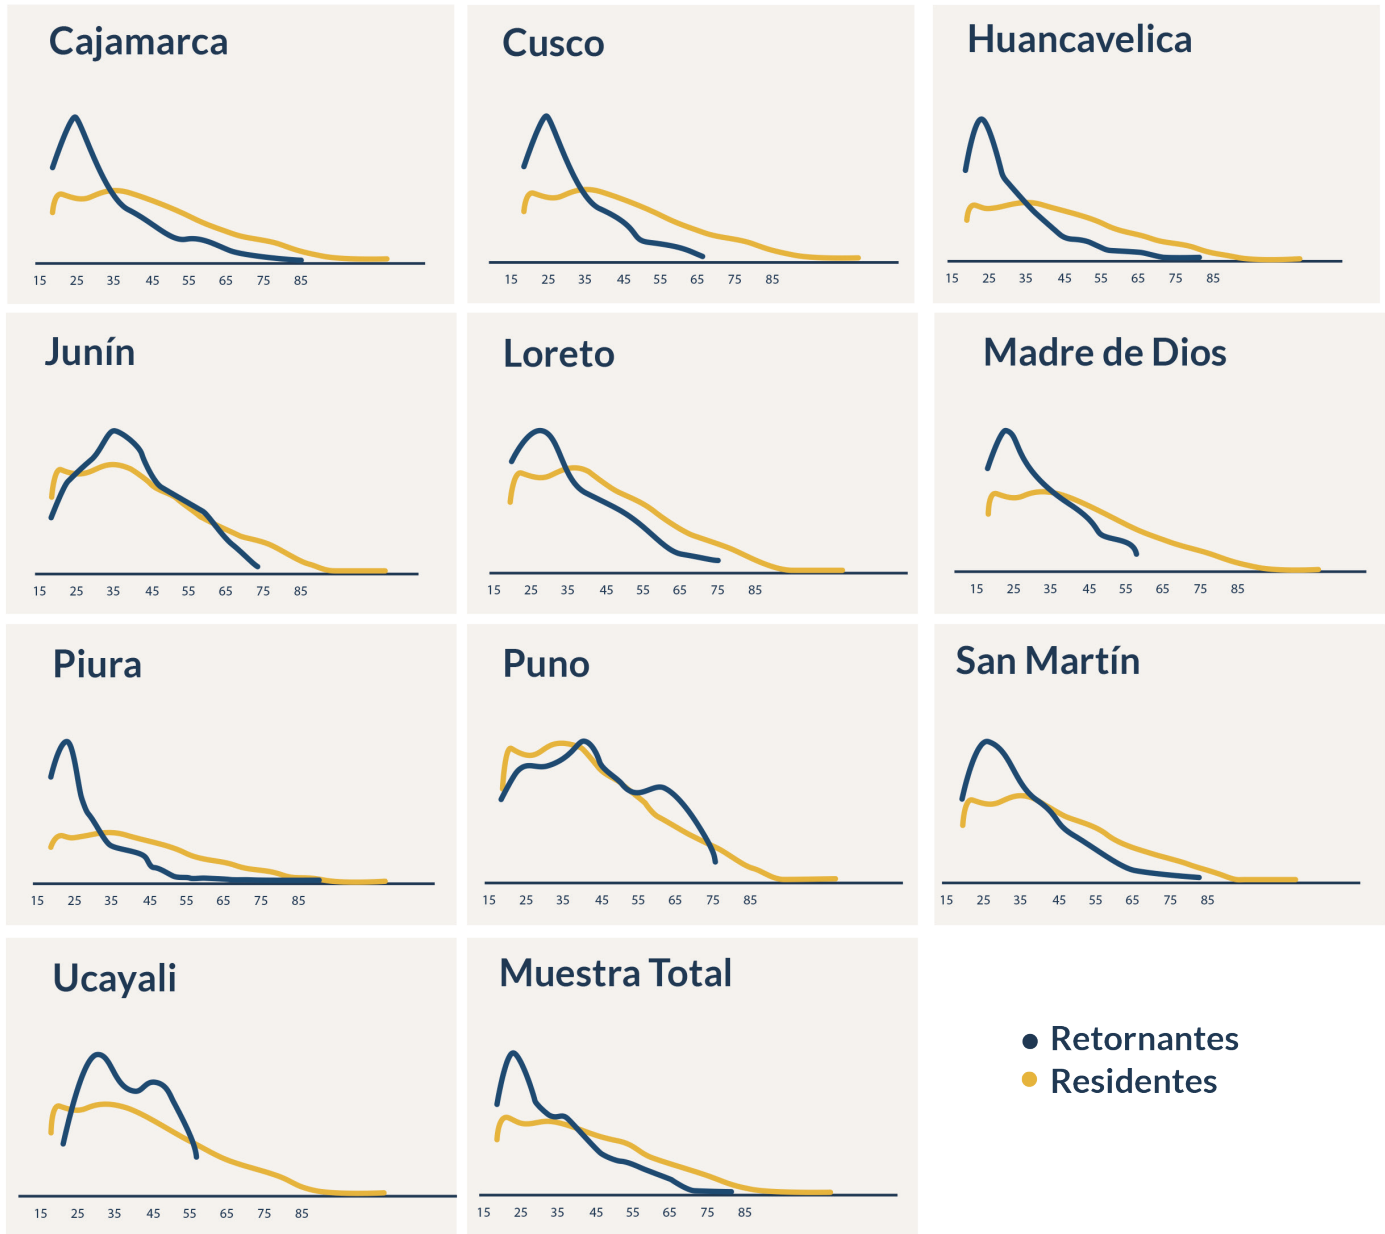 Cajamarca
15 25 35 45 55 65 75 85
Cusco
15 25 35 45 55 65 75 85
Huancavelica
15 25 35 45 55 65 75 85
Junín
15 25 35 45 55 65 75 85
Loreto
15 25 35 45 55 65 75 85
Madre de Dios
15 25 35 45 55 65 75 85
Piura
15 25 35 45 55 65 75 85
Puno
15 25 35 45 55 65 75 85
San Martín
15 25 35 45 55 65 75 85
Ucayali
15 25 35 45 55 65 75 85
Muestra Total
15 25 35 45 55 65 75 85
Retornantes
Residentes